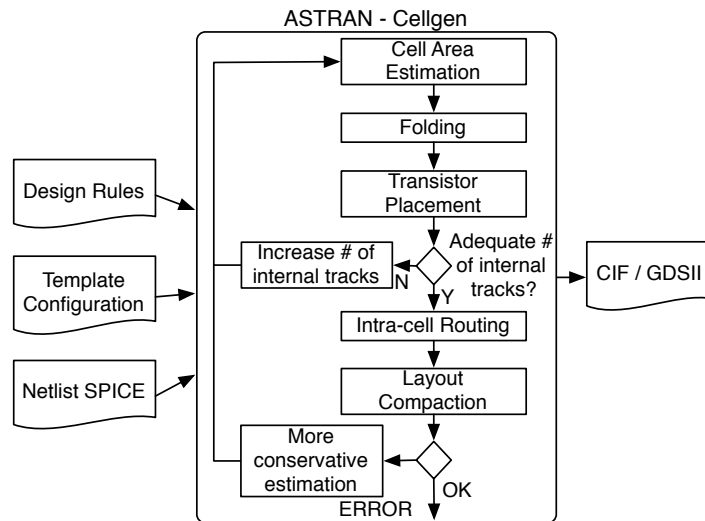 ASTRAN - Cellgen
Cell Area
Estimation
Folding
Design Rules
Transistor
Placement
Increase # of
internal tracks
N
Adequate #
of internal
tracks?
Y
Template
Configuration
CIF / GDSII
Intra-cell Routing
Netlist SPICE
Layout
Compaction
More
conservative
estimation
ERROR
OK